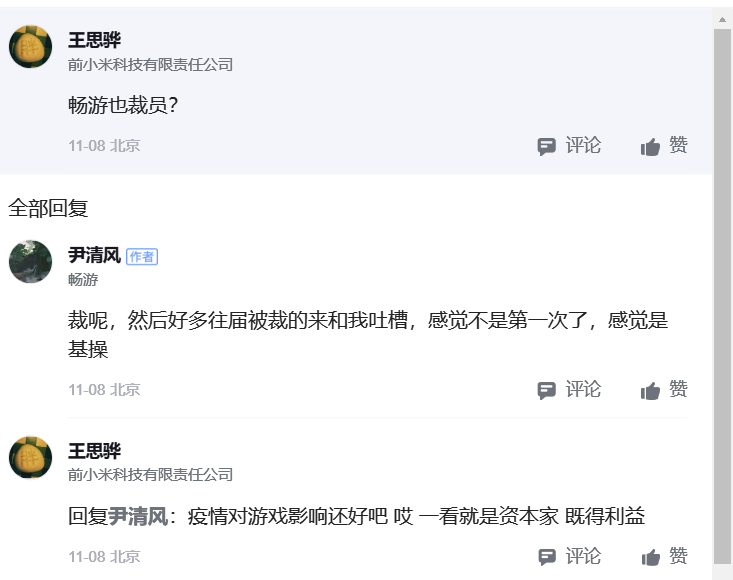 王思骅
前小米科技有限责任公司
畅游也裁员？
11-08 北京
评论
赞
全部回复
尹清风 作者
畅游
裁呢，然后好多往届被裁的来和我吐槽，感觉不是第一次了，感觉是
基操
11-08 北京
评论
赞
王思骅
前小米科技有限责任公司
回复尹清风：疫情对游戏影响还好吧 哎 一看就是资本家 既得利益
11-08 北京
评论
赞